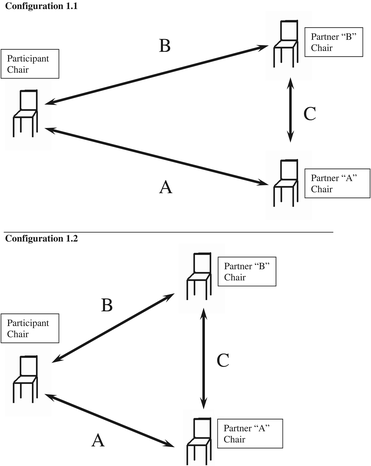 Configuration 1.1
B
Partner “B”
Chair
Participant
Chair
C
A
Partner “A”
Chair
Configuration 1.2
B
Partner “B”
Chair
Participant
Chair
C
A
Partner “A”
Chair